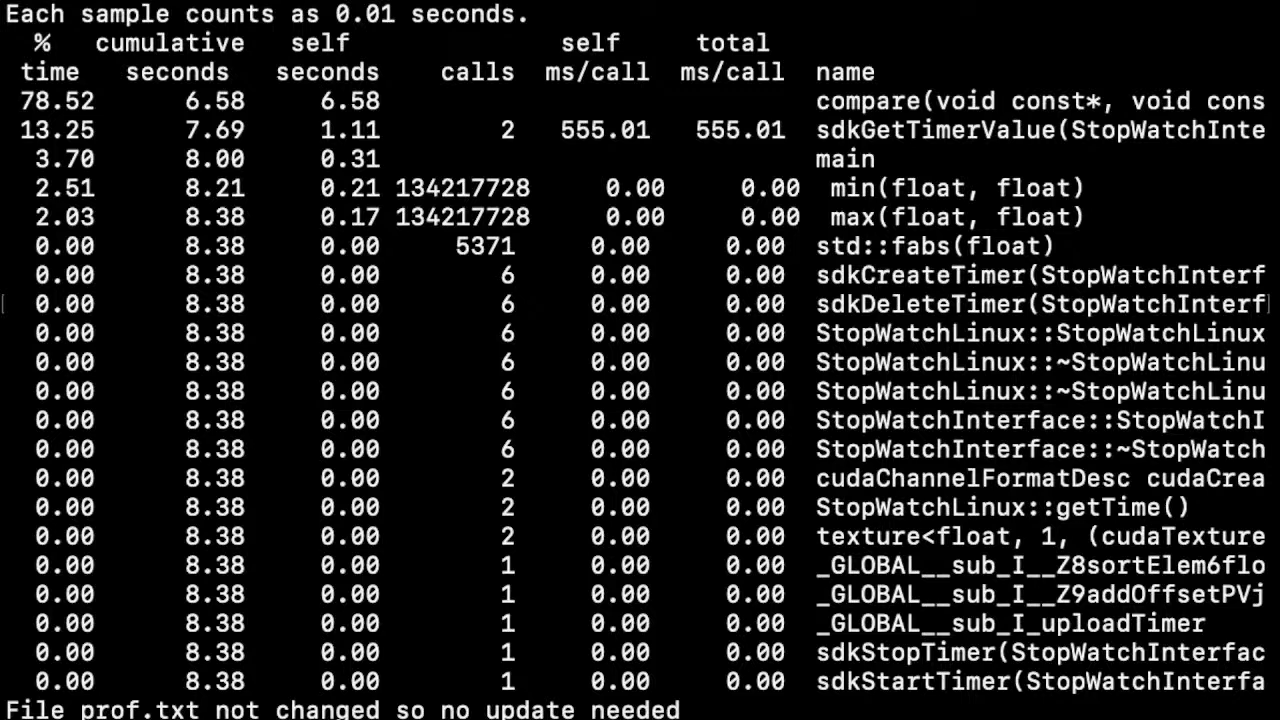 Each sample counts as 0.01 seconds.
% cumulative self self total
time seconds seconds calls ms/call ms/call name
78.52 6.58 6.58 compare(void const*, void cons
13.25 7.69 1.11 2 555.01 555.01 sdkGetTimerValue(StopWatchInte
3.70 8.00 0.31 main
2.51 8.21 0.21 134217728 0.00 0.00 min(float, float)
2.03 8.38 0.17 134217728 0.00 0.00 max(float, float)
0.00 8.38 0.00 5371 0.00 0.00 std::fabs(float)
0.00 8.38 0.00 6 0.00 0.00 sdkCreateTimer(StopWatchInterf
0.00 8.38 0.00 6 0.00 0.00 sdkDeleteTimer(StopWatchInterf
0.00 8.38 0.00 6 0.00 0.00 StopWatchLinux::StopWatchLinux
0.00 8.38 0.00 6 0.00 0.00 StopWatchLinux::~StopWatchLinu
0.00 8.38 0.00 6 0.00 0.00 StopWatchLinux::~StopWatchLinu
0.00 8.38 0.00 6 0.00 0.00 StopWatchInterface::StopWatchI
0.00 8.38 0.00 6 0.00 0.00 StopWatchInterface::~StopWatch
0.00 8.38 0.00 2 0.00 0.00 cudaChannelFormatDesc cudaCrea
0.00 8.38 0.00 2 0.00 0.00 StopWatchLinux::getTime()
0.00 8.38 0.00 2 0.00 0.00 texture<float, 1, (cudaTexture
0.00 8.38 0.00 1 0.00 0.00 _GLOBAL__sub_I__Z8sortElem6flo
0.00 8.38 0.00 1 0.00 0.00 _GLOBAL__sub_I__Z9addOffsetPVj
0.00 8.38 0.00 1 0.00 0.00 _GLOBAL__sub_I_uploadTimer
0.00 8.38 0.00 1 0.00 0.00 sdkStopTimer(StopWatchInterfac
0.00 8.38 0.00 1 0.00 0.00 sdkStartTimer(StopWatchInterfa
File prof.txt not changed so no update needed